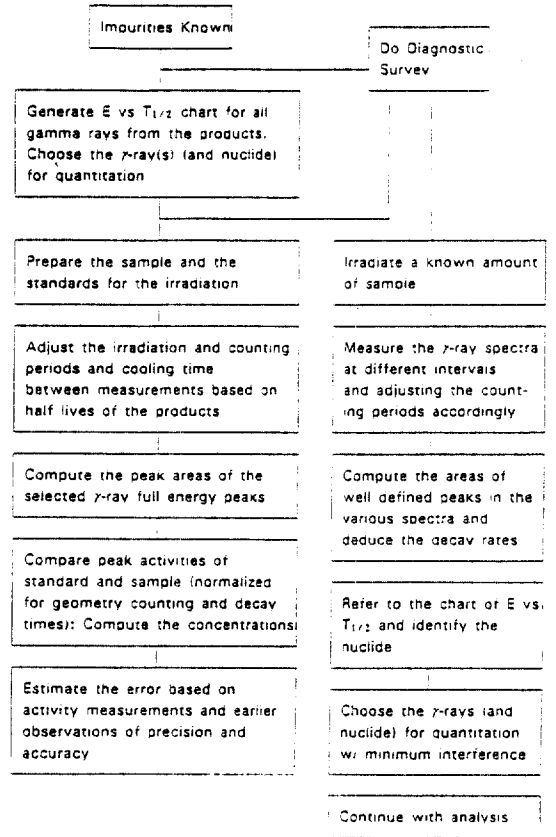 Impurities Known
Do Diagnostic
Survey
Generate E vs T1/2 chart for all
gamma rays from the products.
Choose the γ-ray(s) (and nuclide)
for quantitation
Prepare the sample and the
standards for the irradiation
Adjust the irradiation and counting
periods and cooling time
between measurements based on
half lives of the products
Compute the peak areas of the
selected γ-ray full energy peaks
Compare peak activities of
standard and sample (normalized
for geometry counting and decay
times): Compute the concentrations
Estimate the error based on
activity measurements and earlier
observations of precision and
accuracy
Irradiate a known amount
of sample
Measure the γ-ray spectra
at different intervals
and adjusting the count-
ing periods accordingly
Compute the areas of
well defined peaks in the
various spectra and
deduce the decay rates
Refer to the chart of E vs.
T1/2 and identify the
nuclide
Choose the γ-rays (and
nuclide) for quantitation
w/ minimum interference
Continue with analysis